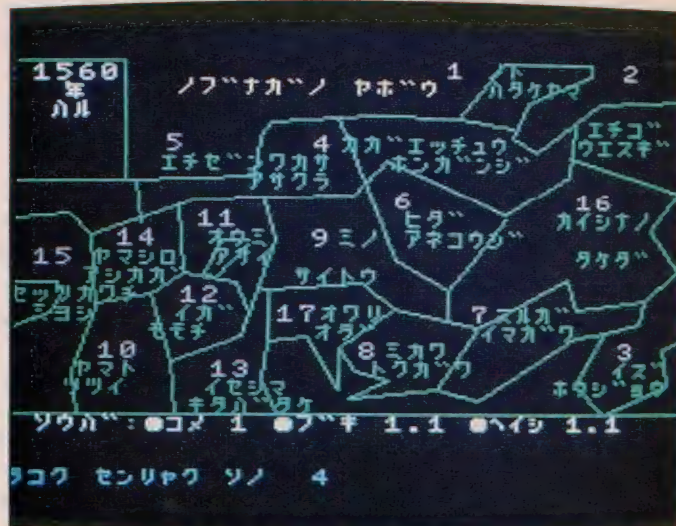 1560
年
ハル
ノブナガノ ヤボウ
1
ノト
ハタケヤマ
2
エチゴ
ウエスギ
5
エチゼンワカサ
アサクラ
4
カガエッチュウ
ホンガンジ
6
ヒダ
アネコウジ
16
カイシナノ
タケダ
15
セッツカワチ
ミヨシ
14
ヤマシロ
アシカガ
11
オウミ
アザイ
9 ミノ
サイトウ
12
イガ
モモチ
17 オワリ
オダ
7 スルガ
イマガワ
8 ミカワ
トクガワ
3
イズ
ホウジョウ
10
ヤマト
ツツイ
13
イセシマ
キタバタケ
ソウバ:●コメ 1 ●ブキ 1.1 ●ヘイシ 1.1
ラコク センリャク ソノ 4